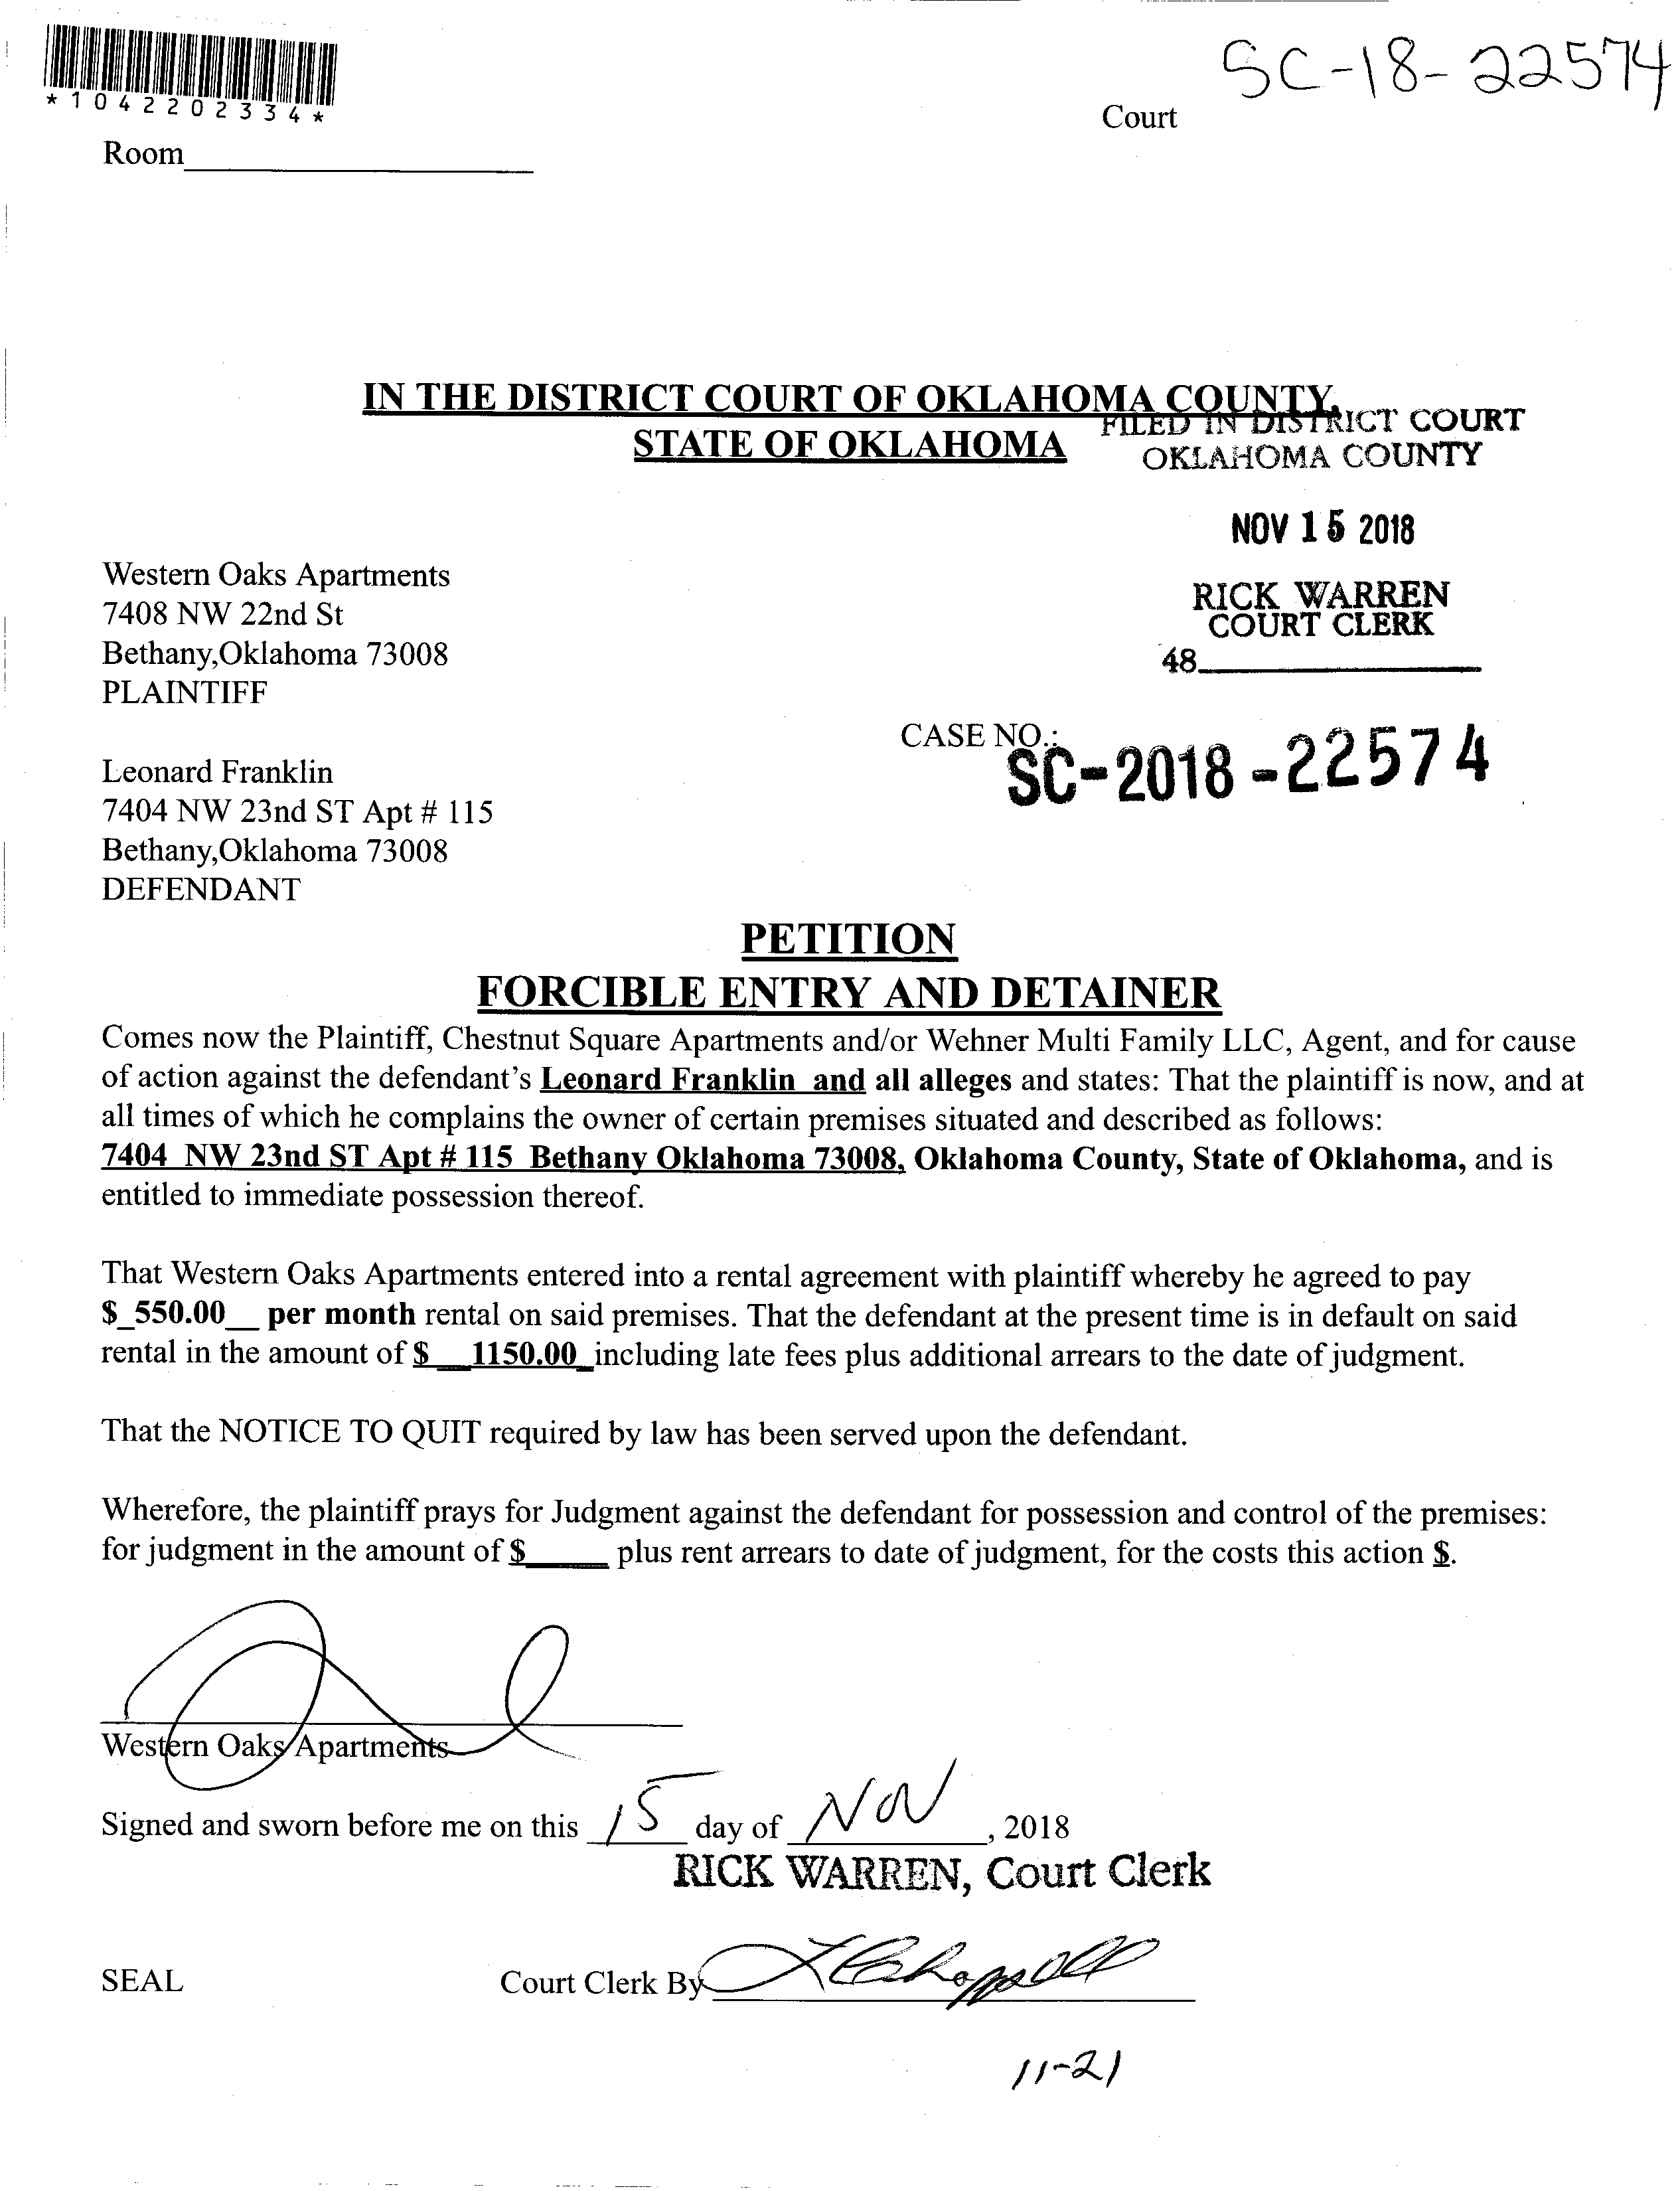 SC-18-22574
*1042202334*
Court
Room
IN THE DISTRICT COURT OF OKLAHOMA COUNTY,
STATE OF OKLAHOMA
FILED IN DISTRICT COURT
OKLAHOMA COUNTY
NOV 15 2018
RICK WARREN
COURT CLERK
48
Western Oaks Apartments
7408 NW 22nd St
Bethany,Oklahoma 73008
PLAINTIFF
CASE NO.:
SC-2018-22574
Leonard Franklin
7404 NW 23nd ST Apt # 115
Bethany,Oklahoma 73008
DEFENDANT
PETITION
FORCIBLE ENTRY AND DETAINER
Comes now the Plaintiff, Chestnut Square Apartments and/or Wehner Multi Family LLC, Agent, and for cause
of action against the defendant's Leonard Franklin and all alleges and states: That the plaintiff is now, and at
all times of which he complains the owner of certain premises situated and described as follows:
7404 NW 23nd ST Apt # 115 Bethany Oklahoma 73008, Oklahoma County, State of Oklahoma, and is
entitled to immediate possession thereof.
That Western Oaks Apartments entered into a rental agreement with plaintiff whereby he agreed to pay
$_550.00__ per month rental on said premises. That the defendant at the present time is in default on said
rental in the amount of $__1150.00_including late fees plus additional arrears to the date of judgment.
That the NOTICE TO QUIT required by law has been served upon the defendant.
Wherefore, the plaintiff prays for Judgment against the defendant for possession and control of the premises:
for judgment in the amount of $_____ plus rent arrears to date of judgment, for the costs this action $.
Western Oaks Apartments
Signed and sworn before me on this 15 day of NOV, 2018
RICK WARREN, Court Clerk
SEAL
Court Clerk By
11-21